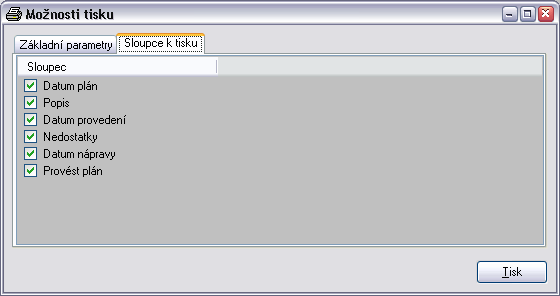 Možnosti tisku
Základní parametry Sloupce k tisku
Sloupec
Datum plán
Popis
Datum provedení
Nedostatky
Datum nápravy
Provést plán
Tisk